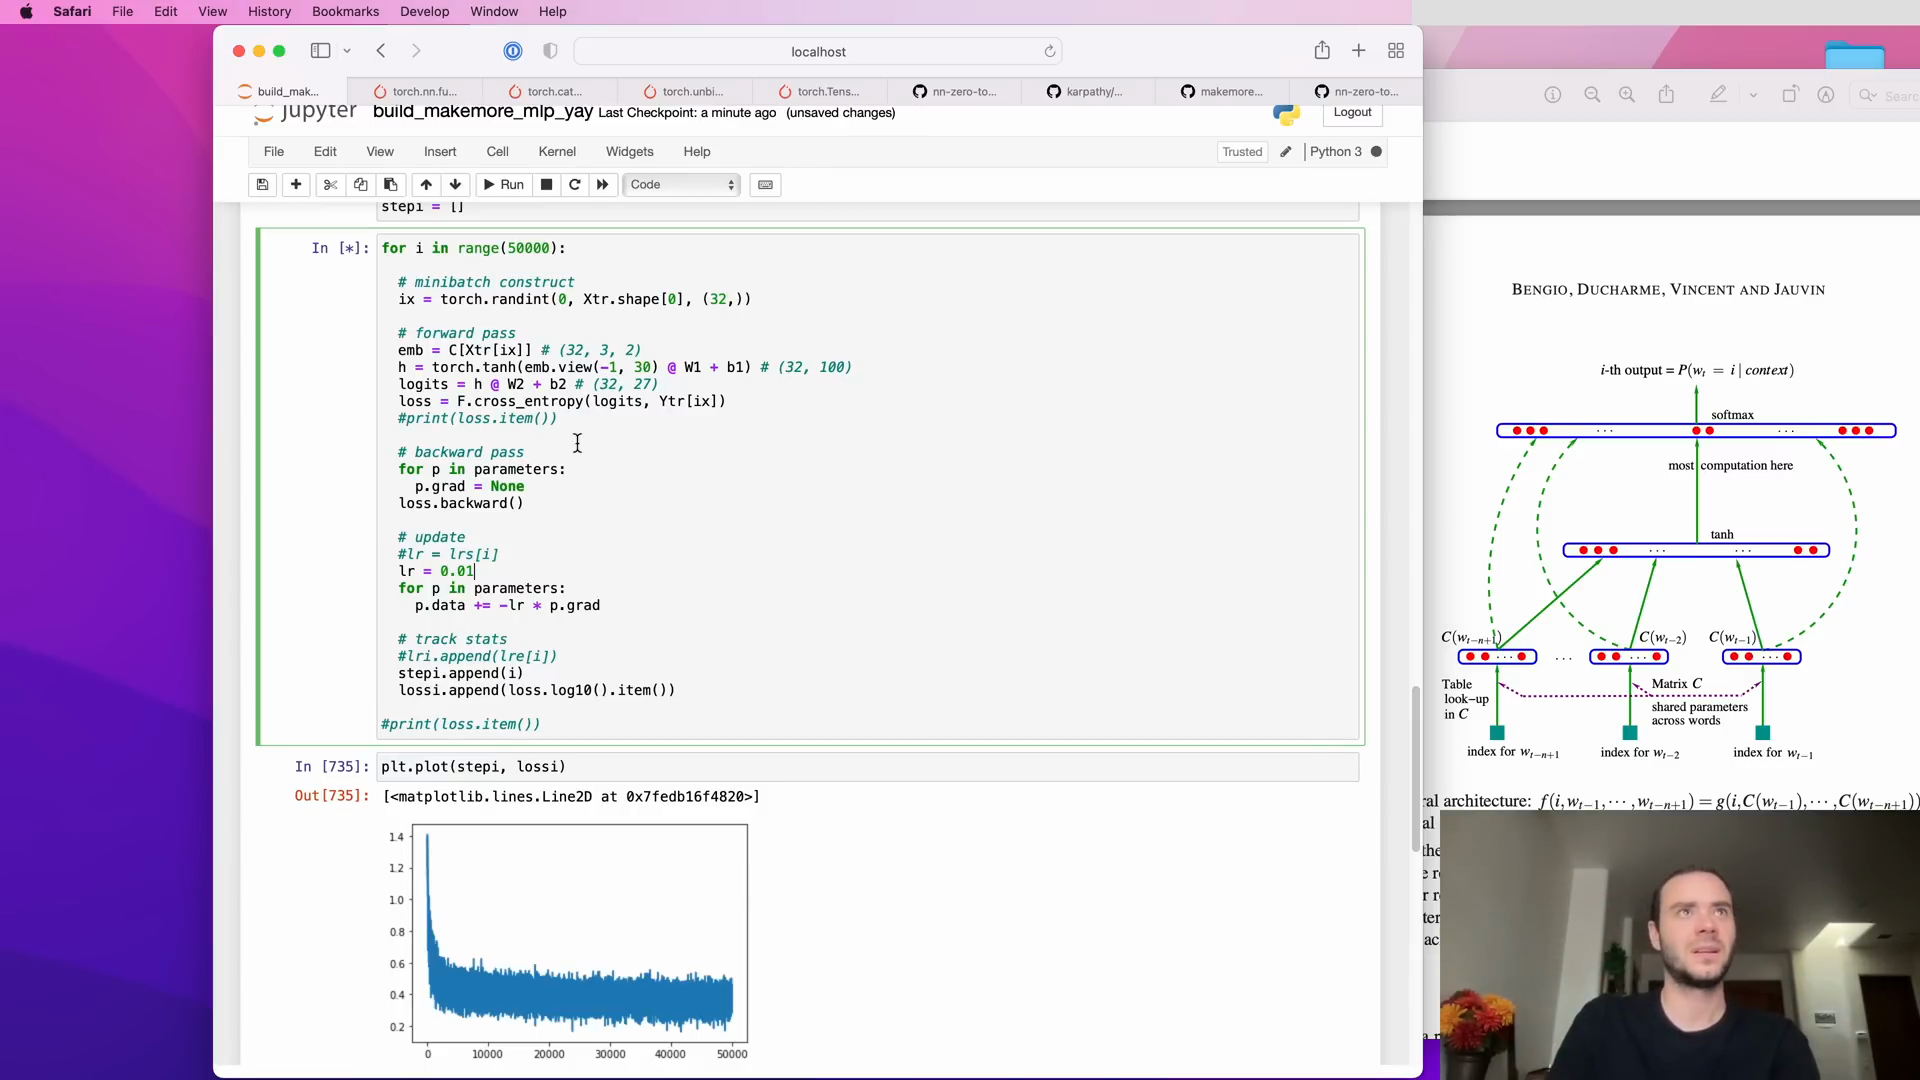 Safari File Edit View History Bookmarks Develop Window Help
localhost
build_mak... torch.nn.fu... torch.cat... torch.unbi... torch.Tens... nn-zero-to... karpathy/... makemore... nn-zero-to...
Jupyter build_makemore_mlp_yay Last Checkpoint: a minute ago (unsaved changes) Logout
File Edit View Insert Cell Kernel Widgets Help Trusted Python 3
Run Code
stepi = []
In [*]: for i in range(50000):
# minibatch construct
ix = torch.randint(0, Xtr.shape[0], (32,))
# forward pass
emb = C[Xtr[ix]] # (32, 3, 2)
h = torch.tanh(emb.view(-1, 30) @ W1 + b1) # (32, 100)
logits = h @ W2 + b2 # (32, 27)
loss = F.cross_entropy(logits, Ytr[ix])
#print(loss.item())
# backward pass
for p in parameters:
p.grad = None
loss.backward()
# update
#lr = lrs[i]
lr = 0.01
for p in parameters:
p.data += -lr * p.grad
# track stats
#lri.append(lre[i])
stepi.append(i)
lossi.append(loss.log10().item())
#print(loss.item())
In [735]: plt.plot(stepi, lossi)
Out[735]: [<matplotlib.lines.Line2D at 0x7fedb16f4820>]
1.4
1.2
1.0
0.8
0.6
0.4
0.2
0 10000 20000 30000 40000 50000
Search
BENGIO, DUCHARME, VINCENT AND JAUVIN
i-th output = P(w_t = i | context)
softmax
. . . . . .
most computation here
tanh
. . . . . .
C(w_{t−n+1}) C(w_{t−2}) C(w_{t−1})
. . . . . . . . . . . .
Table look−up in C
Matrix C
shared parameters across words
index for w_{t−n+1} index for w_{t−2} index for w_{t−1}
ral architecture: f(i,w_{t−1},⋯,w_{t−n+1}) = g(i,C(w_{t−1}),⋯,C(w_{t−n+1}))